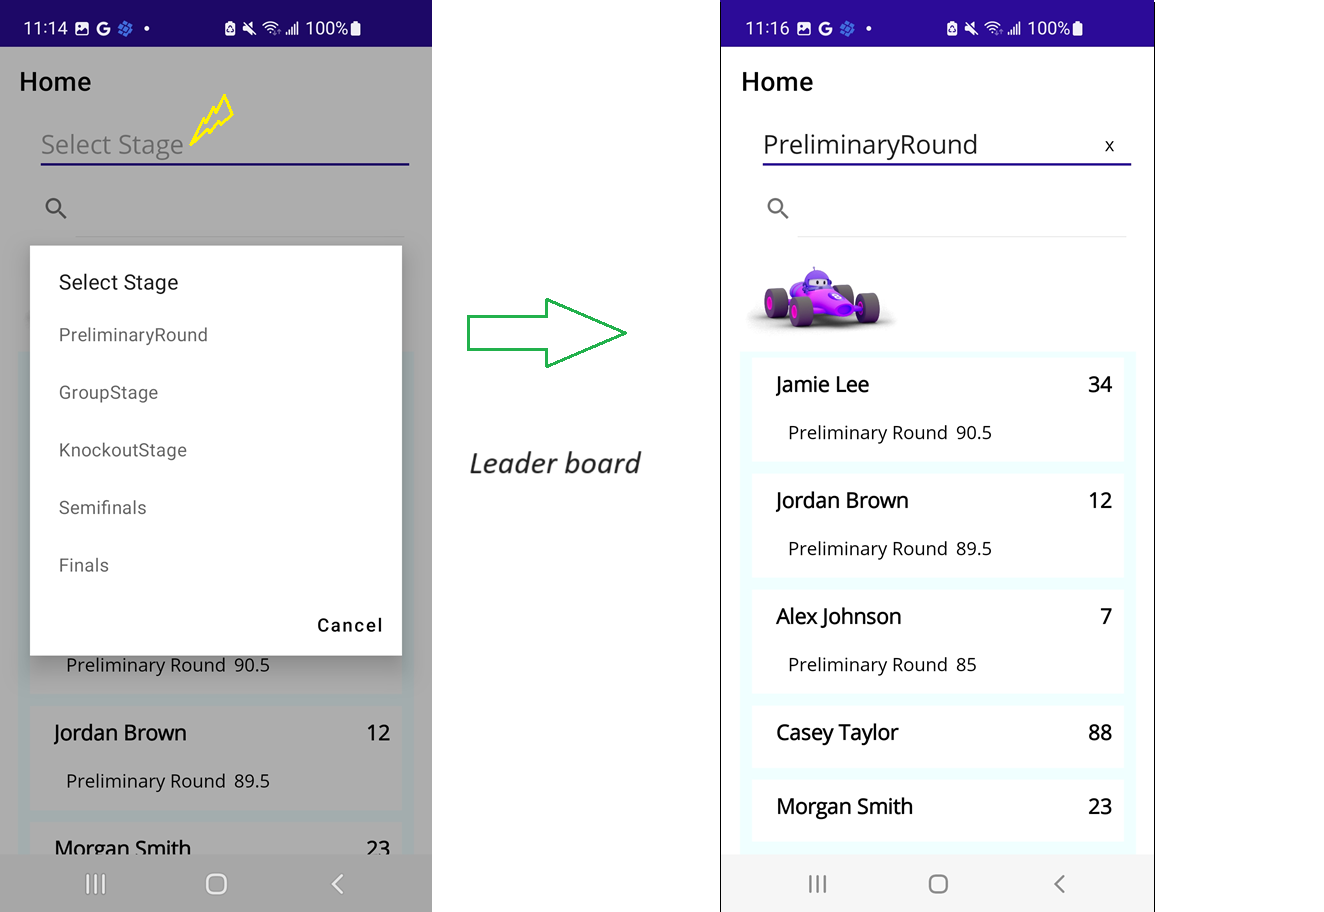 11:14 G 100%
Home
Select Stage
Select Stage
PreliminaryRound
GroupStage
KnockoutStage
Semifinals
Finals
Cancel
Preliminary Round 90.5
Jordan Brown 12
Preliminary Round 89.5
Morgan Smith 23
Leader board
11:16 G 100%
Home
PreliminaryRound x
Jamie Lee 34
Preliminary Round 90.5
Jordan Brown 12
Preliminary Round 89.5
Alex Johnson 7
Preliminary Round 85
Casey Taylor 88
Morgan Smith 23